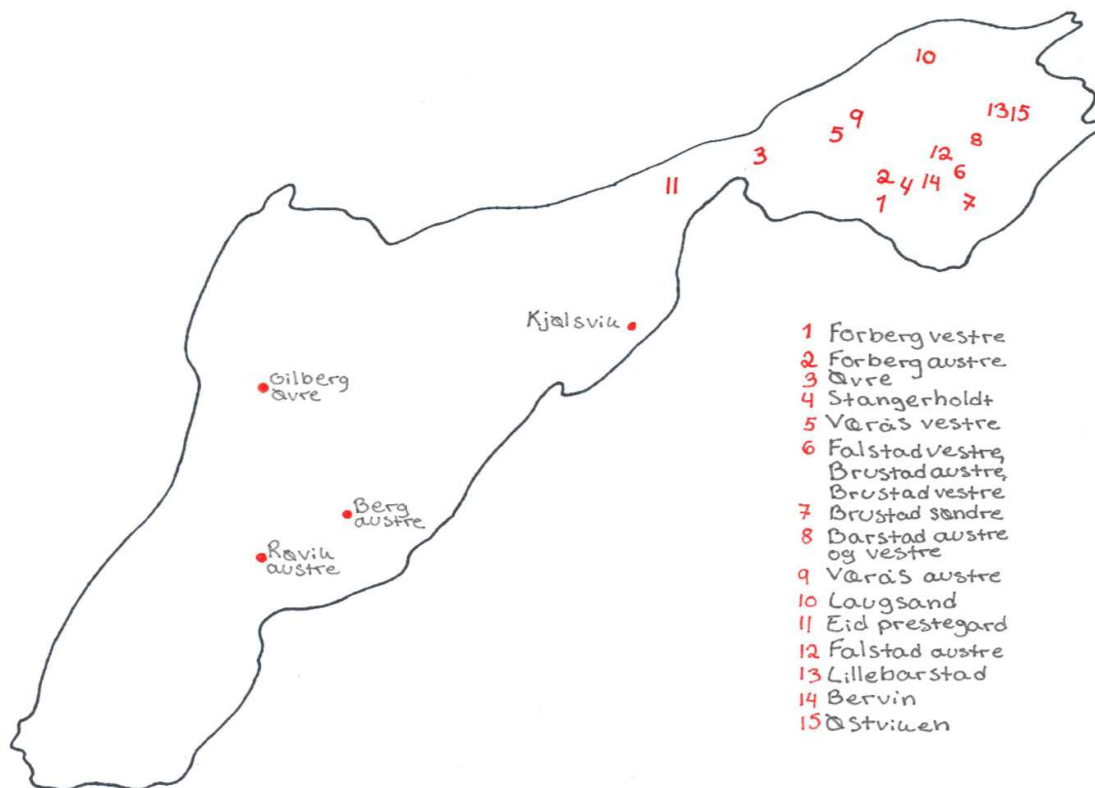 10
13 15
9
5
8
3
12
6
11
2
4
14
1
7
Kjølsvik
Gilberg
øvre
Berg
austre
Røvik
austre
1 Forberg vestre
2 Forberg austre
3 Øvre
4 Stangerholdt
5 Værås vestre
6 Falstad vestre,
Brustad austre,
Brustad vestre
7 Brustad søndre
8 Barstad austre
og vestre
9 Værås austre
10 Laugsand
11 Eid prestegard
12 Falstad austre
13 Lillebarstad
14 Bervin
15 Østviken